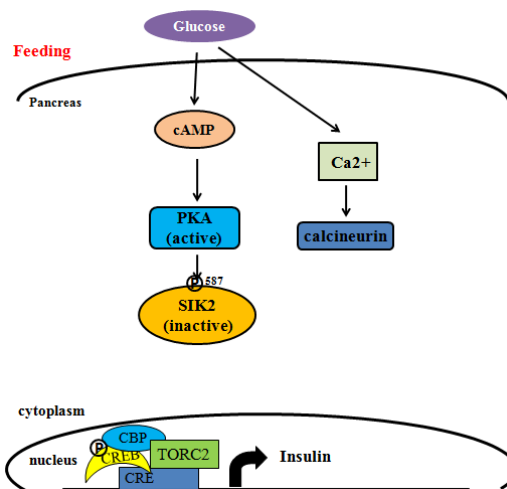 Glucose
Feeding
Pancreas
cAMP
Ca2+
PKA
(active)
calcineurin
P 587
SIK2
(inactive)
cytoplasm
CBP
P
CREB
TORC2
nucleus
Insulin
CRE